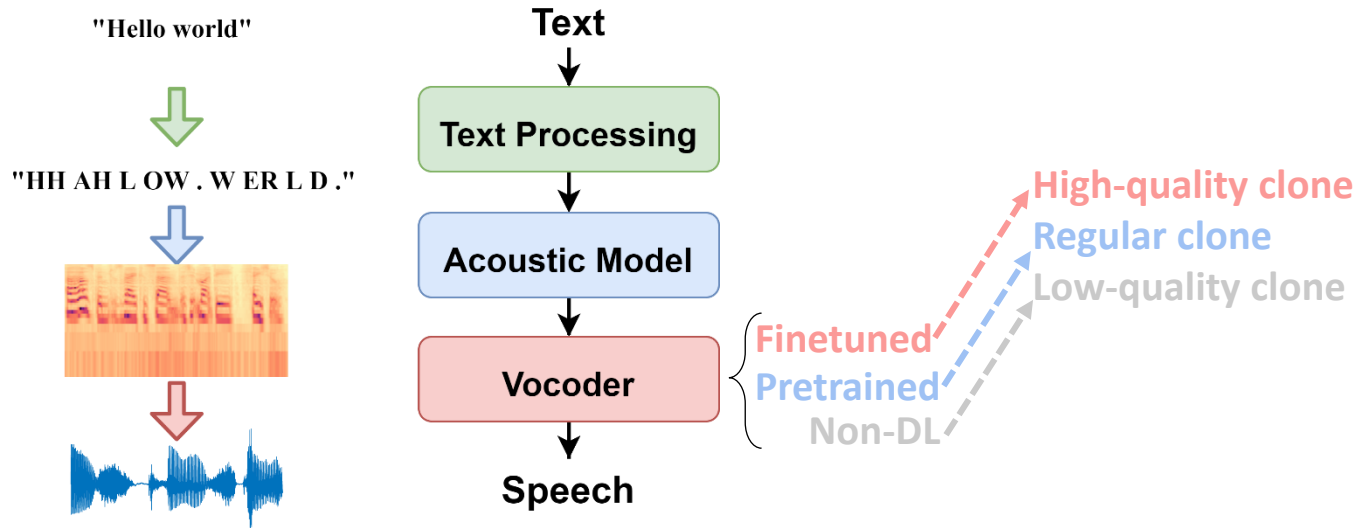 "Hello world"
"HH AH L OW . W ER L D ."
Text
Text Processing
Acoustic Model
Vocoder
Speech
Finetuned
Pretrained
Non-DL
High-quality clone
Regular clone
Low-quality clone